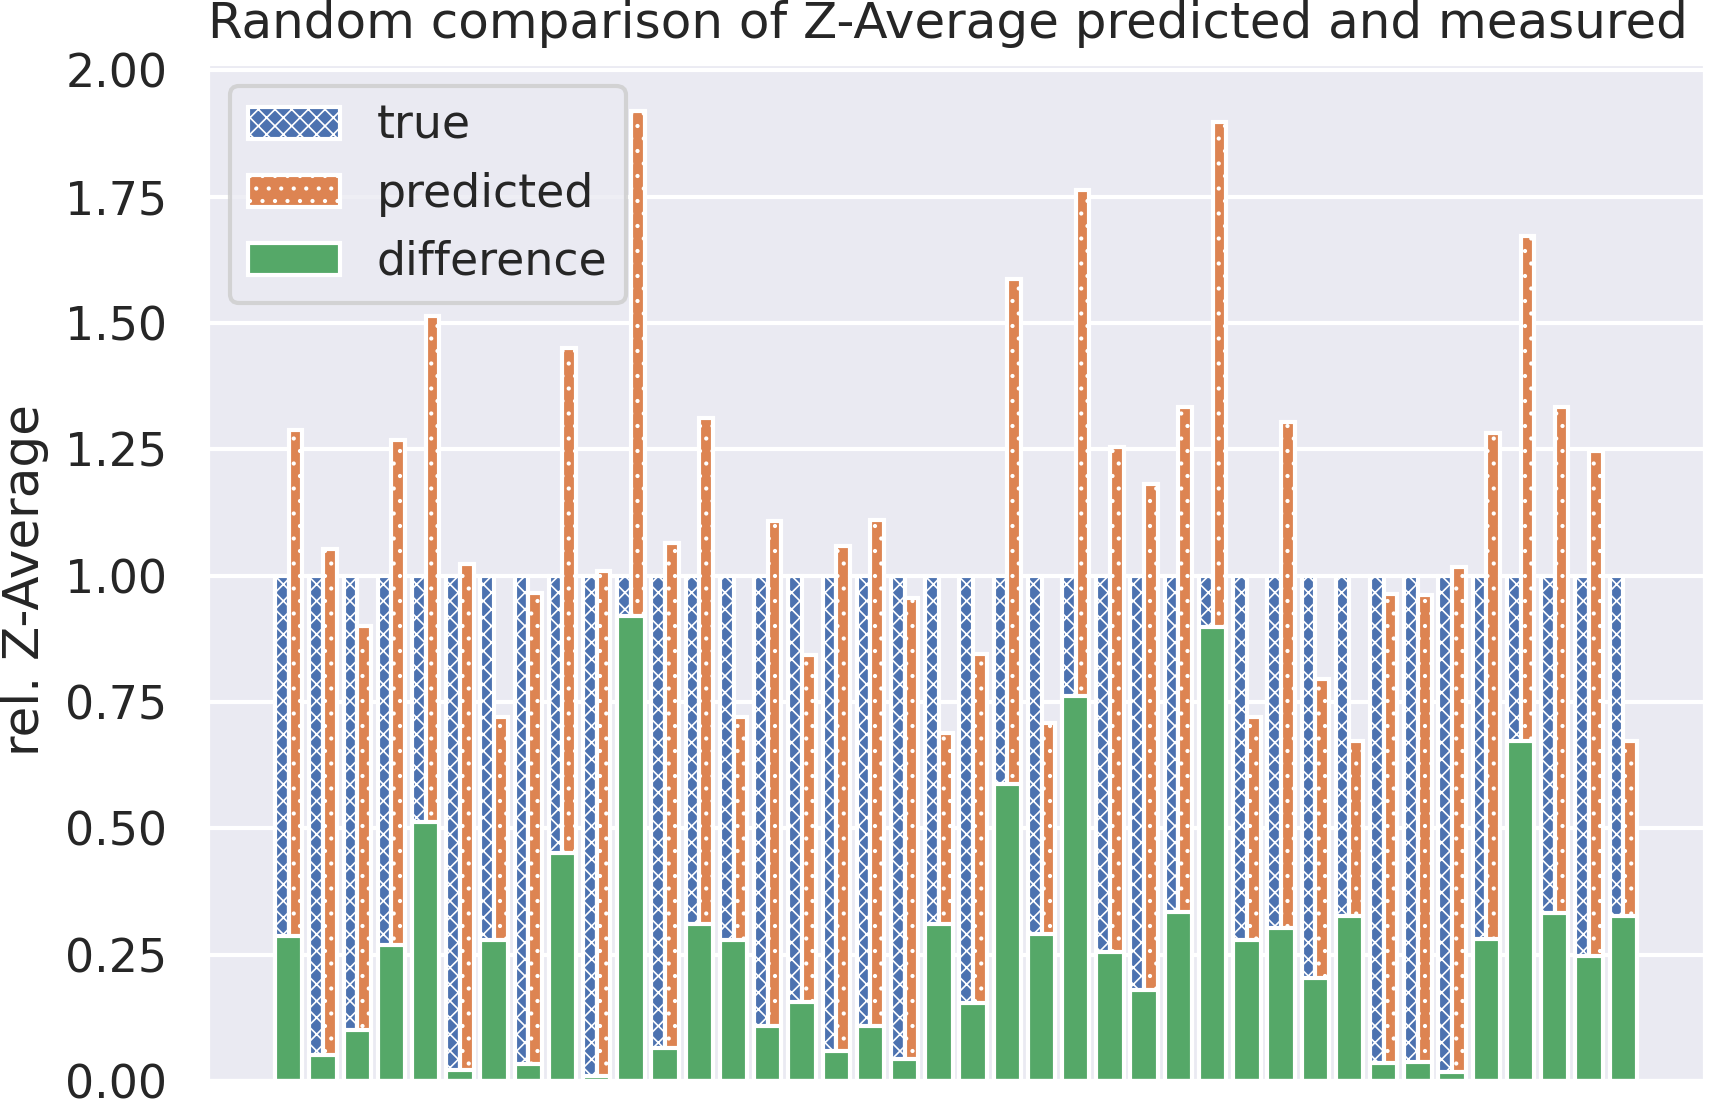 Random comparison of Z-Average predicted and measured
rel. Z-Average
2.00
1.75
1.50
1.25
1.00
0.75
0.50
0.25
0.00
true
predicted
difference